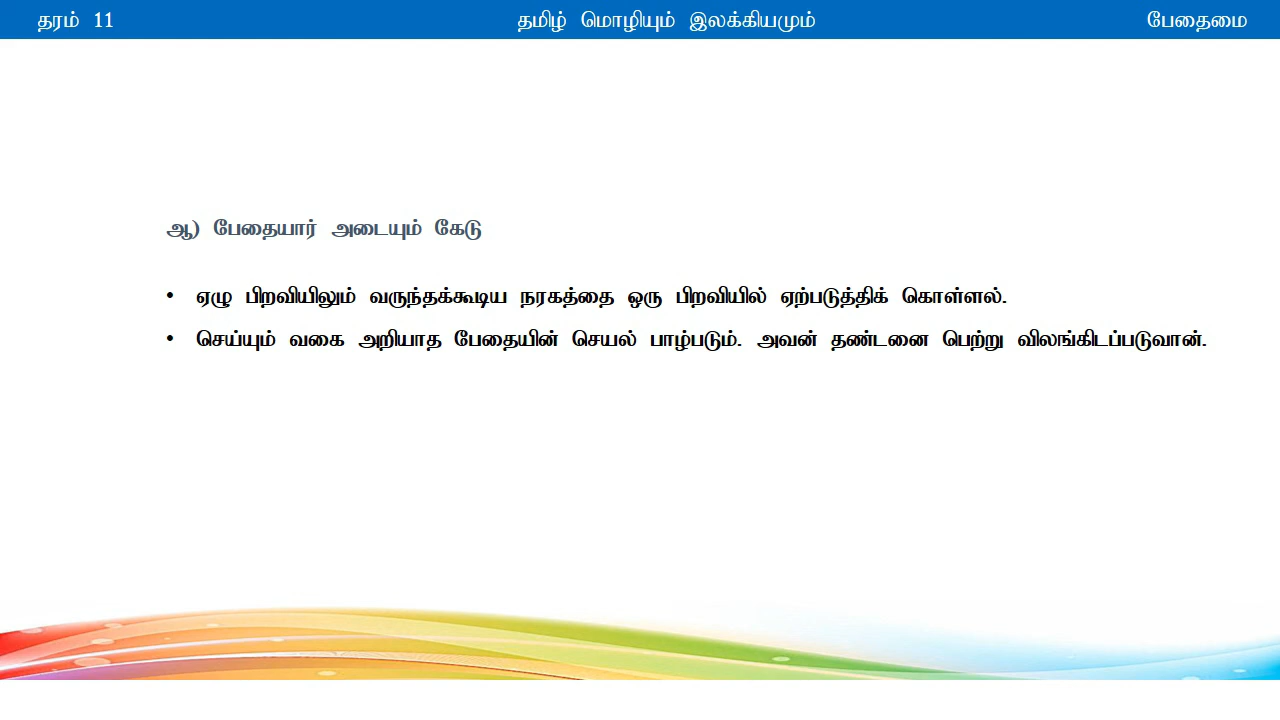 தரம் 11 தமிழ் மொழியும் இலக்கியமும் பேதைமை
ஆ) பேதையார் அடையும் கேடு
• ஏழு பிறவியிலும் வருந்தக்கூடிய நரகத்தை ஒரு பிறவியில் ஏற்படுத்திக் கொள்ளல்.
• செய்யும் வகை அறியாத பேதையின் செயல் பாழ்படும். அவன் தண்டனை பெற்று விலங்கிடப்படுவான்.